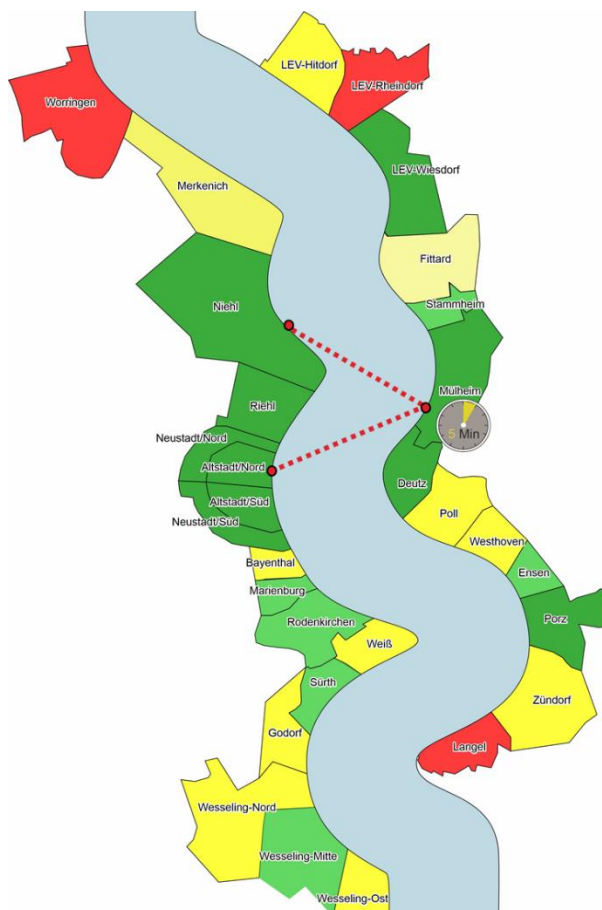 LEV-Hitdorf
LEV-Rheindorf
Worringen
LEV-Wiesdorf
Merkenich
Fittard
Stammheim
Niehl
Mülheim
Riehl
5 Min
Neustadt/Nord
Altstadt/Nord
Deutz
Altstadt/Süd
Poll
Neustadt/Süd
Westhoven
Bayenthal
Ensen
Marienburg
Porz
Rodenkirchen
Weiß
Sürth
Zündorf
Godorf
Langel
Wesseling-Nord
Wesseling-Mitte
Wesseling-Ost